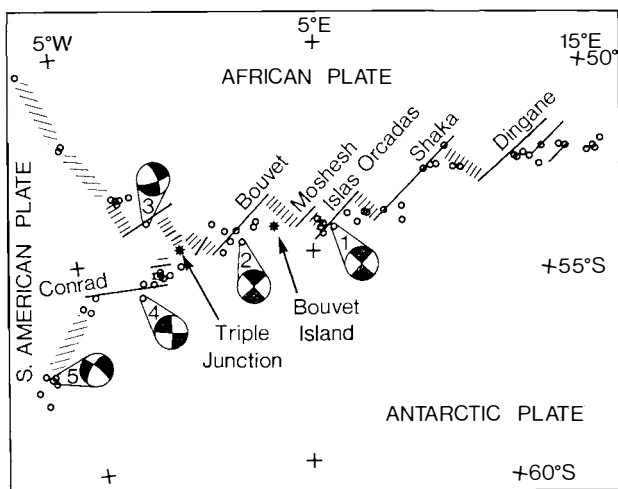 5°W
5°E
15°E
50°
AFRICAN PLATE
Dingane
Shaka
Islas Orcadas
Moshesh
Bouvet
3
1
2
S. AMERICAN PLATE
Conrad
55°S
4
Triple
Junction
Bouvet
Island
5
ANTARCTIC PLATE
60°S